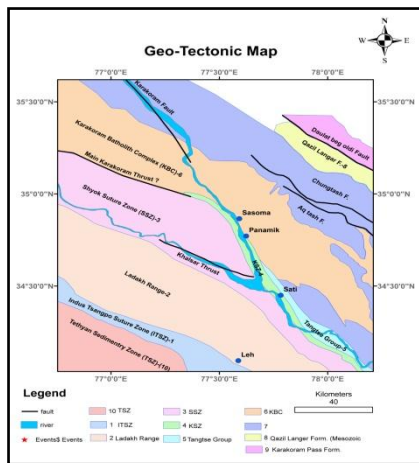 Geo-Tectonic Map
N
W E
S
77°0'0"E 77°30'0"E 78°0'0"E
35°30'0"N
35°0'0"N
34°30'0"N
35°30'0"N
35°0'0"N
34°30'0"N
Karakoram Fault
Daulat beg oldi Fault
Qazil Langar F.-8
Karakoram Batholith Complex (KBC)-6
Chongtash F.
Main Karakoram Thrust ?
Aq tash F.
Shyok Suture Zone (SSZ)-3
Sasoma
Panamik
Khalsar Thrust
KSZ-4
Sati
Ladakh Range-2
Tangtse Group-5
Indus Tsangpo Suture Zone (ITSZ)-1
Leh
Tethyan Sedimentry Zone (TSZ)-(10)
77°0'0"E 77°30'0"E 78°0'0"E
Legend
Kilometers
40
fault
river
Events$ Events
10 TSZ
1 ITSZ
2 Ladakh Range
3 SSZ
4 KSZ
5 Tangtse Group
6 KBC
7
8 Qazil Langar Form. (Mesozoic
9 Karakoram Pass Form.